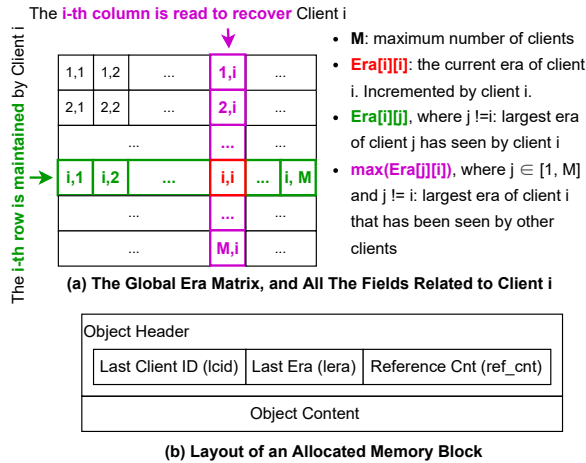 The i-th column is read to recover Client i
The i-th row is maintained by Client i
1,1 1,2 ... 1,i ...
2,1 2,2 ... 2,i ...
... ... ...
i,1 i,2 ... i,i ... i, M
... ... ...
... M,i ...
• M: maximum number of clients
• Era[i][i]: the current era of client
i. Incremented by client i.
• Era[i][j], where j !=i: largest era
of client j has seen by client i
• max(Era[j][i]), where j ∈ [1, M]
and j != i: largest era of client i
that has been seen by other
clients
(a) The Global Era Matrix, and All The Fields Related to Client i
Object Header
Last Client ID (lcid) Last Era (lera) Reference Cnt (ref_cnt)
Object Content
(b) Layout of an Allocated Memory Block